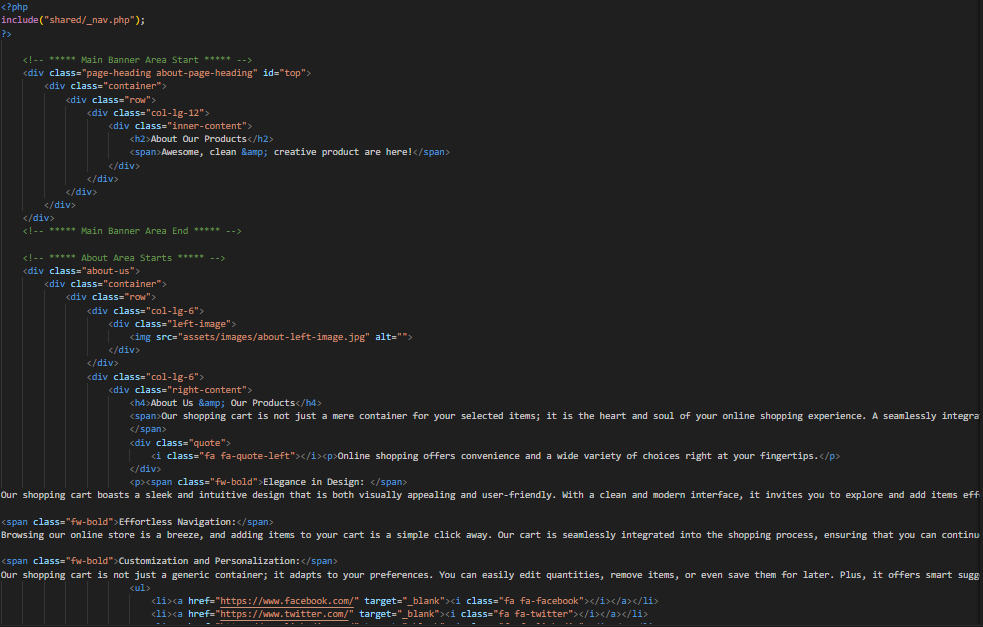 <?php
include("shared/_nav.php");
?>
<!-- ***** Main Banner Area Start ***** -->
<div class="page-heading about-page-heading" id="top">
<div class="container">
<div class="row">
<div class="col-lg-12">
<div class="inner-content">
<h2>About Our Products</h2>
<span>Awesome, clean &amp; creative product are here!</span>
</div>
</div>
</div>
</div>
</div>
<!-- ***** Main Banner Area End ***** -->
<!-- ***** About Area Starts ***** -->
<div class="about-us">
<div class="container">
<div class="row">
<div class="col-lg-6">
<div class="left-image">
<img src="assets/images/about-left-image.jpg" alt="">
</div>
</div>
<div class="col-lg-6">
<div class="right-content">
<h4>About Us &amp; Our Products</h4>
<span>Our shopping cart is not just a mere container for your selected items; it is the heart and soul of your online shopping experience. A seamlessly integra
</span>
<div class="quote">
<i class="fa fa-quote-left"></i><p>Online shopping offers convenience and a wide variety of choices right at your fingertips.</p>
</div>
<p><span class="fw-bold">Elegance in Design: </span>
Our shopping cart boasts a sleek and intuitive design that is both visually appealing and user-friendly. With a clean and modern interface, it invites you to explore and add items eff
<span class="fw-bold">Effortless Navigation:</span>
Browsing our online store is a breeze, and adding items to your cart is a simple click away. Our cart is seamlessly integrated into the shopping process, ensuring that you can continu
<span class="fw-bold">Customization and Personalization:</span>
Our shopping cart is not just a generic container; it adapts to your preferences. You can easily edit quantities, remove items, or even save them for later. Plus, it offers smart sugg
<ul>
<li><a href="https://www.facebook.com/" target="_blank"><i class="fa fa-facebook"></i></a></li>
<li><a href="https://www.twitter.com/" target="_blank"><i class="fa fa-twitter"></i></a></li>